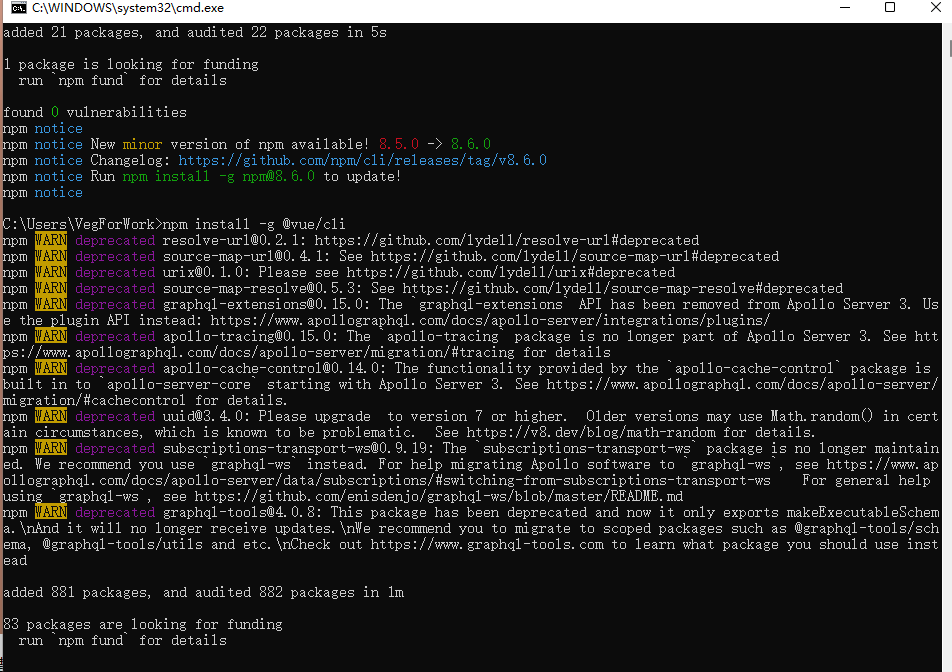 C:\WINDOWS\system32\cmd.exe
added 21 packages, and audited 22 packages in 5s
1 package is looking for funding
  run `npm fund` for details
found 0 vulnerabilities
npm notice
npm notice New minor version of npm available! 8.5.0 -> 8.6.0
npm notice Changelog: https://github.com/npm/cli/releases/tag/v8.6.0
npm notice Run npm install -g npm@8.6.0 to update!
npm notice
C:\Users\VegForWork>npm install -g @vue/cli
npm WARN deprecated resolve-url@0.2.1: https://github.com/lydell/resolve-url#deprecated
npm WARN deprecated source-map-url@0.4.1: See https://github.com/lydell/source-map-url#deprecated
npm WARN deprecated urix@0.1.0: Please see https://github.com/lydell/urix#deprecated
npm WARN deprecated source-map-resolve@0.5.3: See https://github.com/lydell/source-map-resolve#deprecated
npm WARN deprecated graphql-extensions@0.15.0: The `graphql-extensions` API has been removed from Apollo Server 3. Us
e the plugin API instead: https://www.apollographql.com/docs/apollo-server/integrations/plugins/
npm WARN deprecated apollo-tracing@0.15.0: The `apollo-tracing` package is no longer part of Apollo Server 3. See htt
ps://www.apollographql.com/docs/apollo-server/migration/#tracing for details
npm WARN deprecated apollo-cache-control@0.14.0: The functionality provided by the `apollo-cache-control` package is
built in to `apollo-server-core` starting with Apollo Server 3. See https://www.apollographql.com/docs/apollo-server/
migration/#cachecontrol for details.
npm WARN deprecated uuid@3.4.0: Please upgrade  to version 7 or higher.  Older versions may use Math.random() in cert
ain circumstances, which is known to be problematic.  See https://v8.dev/blog/math-random for details.
npm WARN deprecated subscriptions-transport-ws@0.9.19: The `subscriptions-transport-ws` package is no longer maintain
ed. We recommend you use `graphql-ws` instead. For help migrating Apollo software to `graphql-ws`, see https://www.ap
ollographql.com/docs/apollo-server/data/subscriptions/#switching-from-subscriptions-transport-ws    For general help
using `graphql-ws`, see https://github.com/enisdenjo/graphql-ws/blob/master/README.md
npm WARN deprecated graphql-tools@4.0.8: This package has been deprecated and now it only exports makeExecutableSchem
a.\nAnd it will no longer receive updates.\nWe recommend you to migrate to scoped packages such as @graphql-tools/sch
ema, @graphql-tools/utils and etc.\nCheck out https://www.graphql-tools.com to learn what package you should use inst
ead
added 881 packages, and audited 882 packages in 1m
83 packages are looking for funding
  run `npm fund` for details